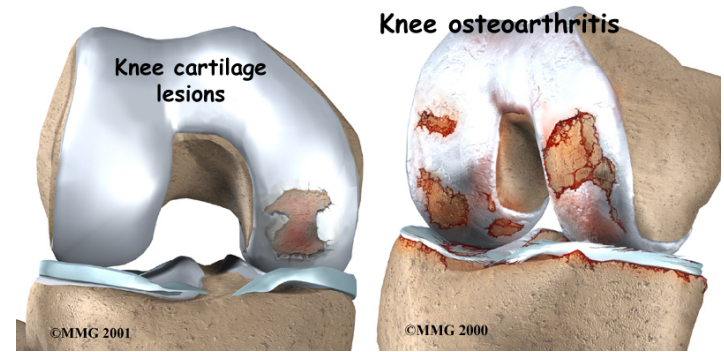 Knee cartilage
lesions
©MMG 2001
Knee osteoarthritis
©MMG 2000